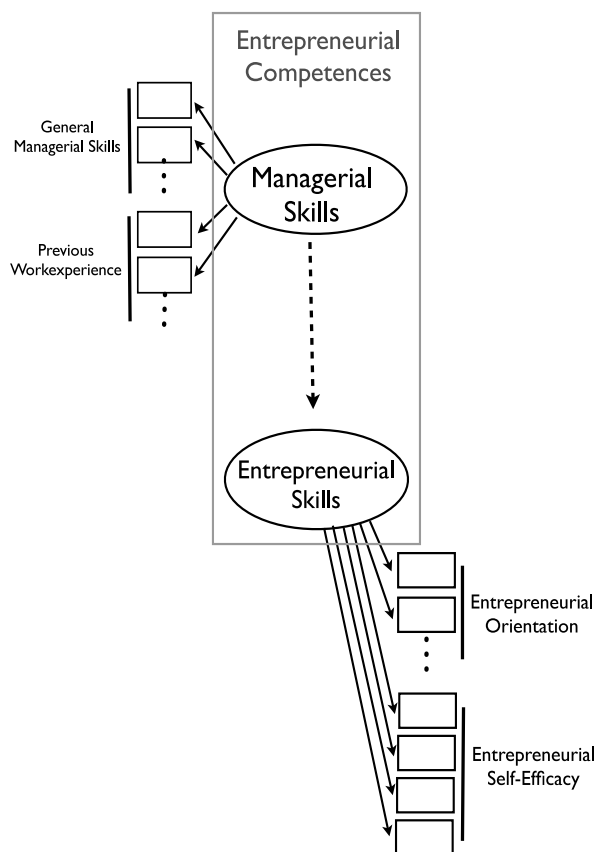 Entrepreneurial
Competences
General
Managerial Skills
Managerial
Skills
Previous
Workexperience
Entrepreneurial
Skills
Entrepreneurial
Orientation
Entrepreneurial
Self-Efficacy